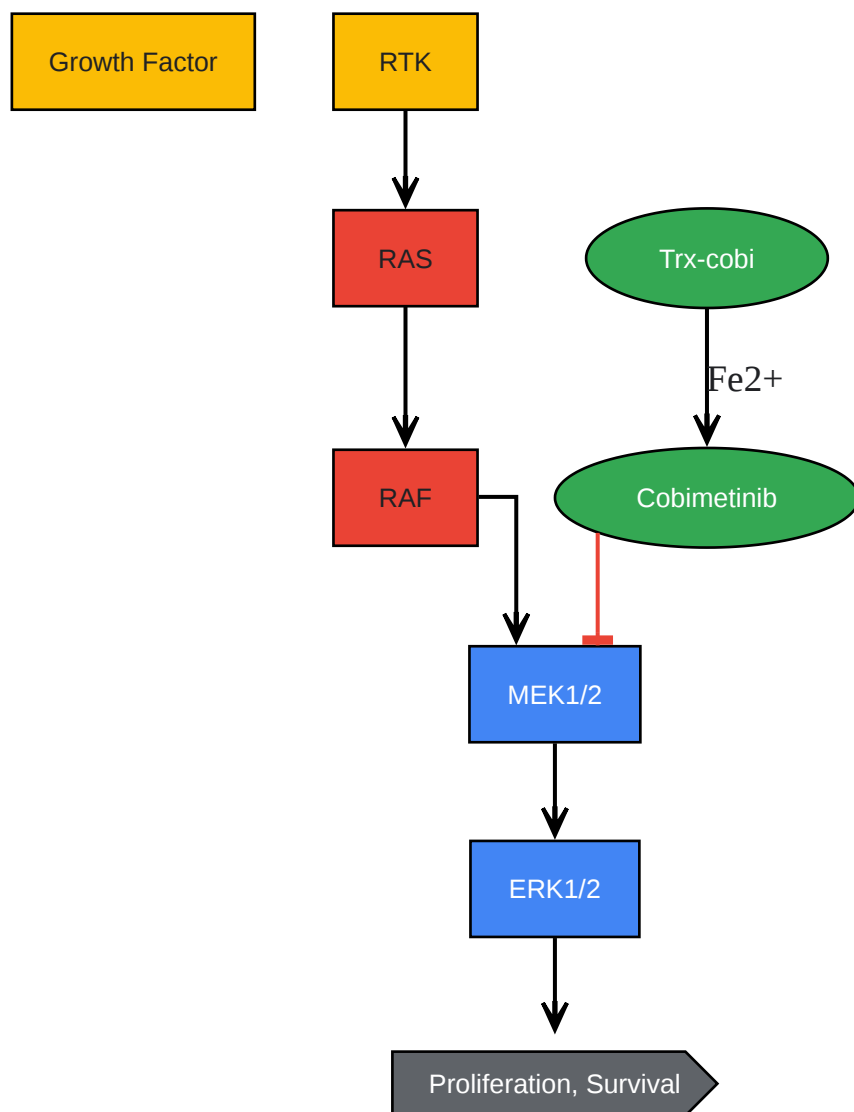 Growth Factor
RTK
RAS
Trx-cobi
Fe2+
RAF
Cobimetinib
MEK1/2
ERK1/2
Proliferation, Survival